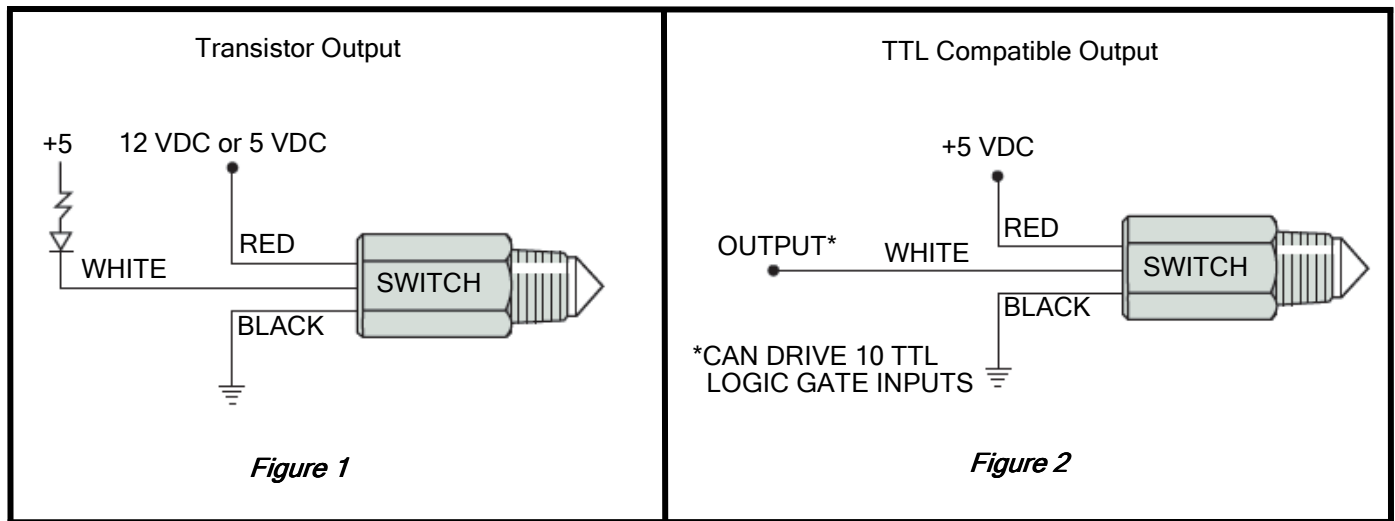 Transistor Output
+5
12 VDC or 5 VDC
RED
WHITE
SWITCH
BLACK
Figure 1
TTL Compatible Output
+5 VDC
RED
OUTPUT*
WHITE
SWITCH
BLACK
*CAN DRIVE 10 TTL
LOGIC GATE INPUTS
Figure 2